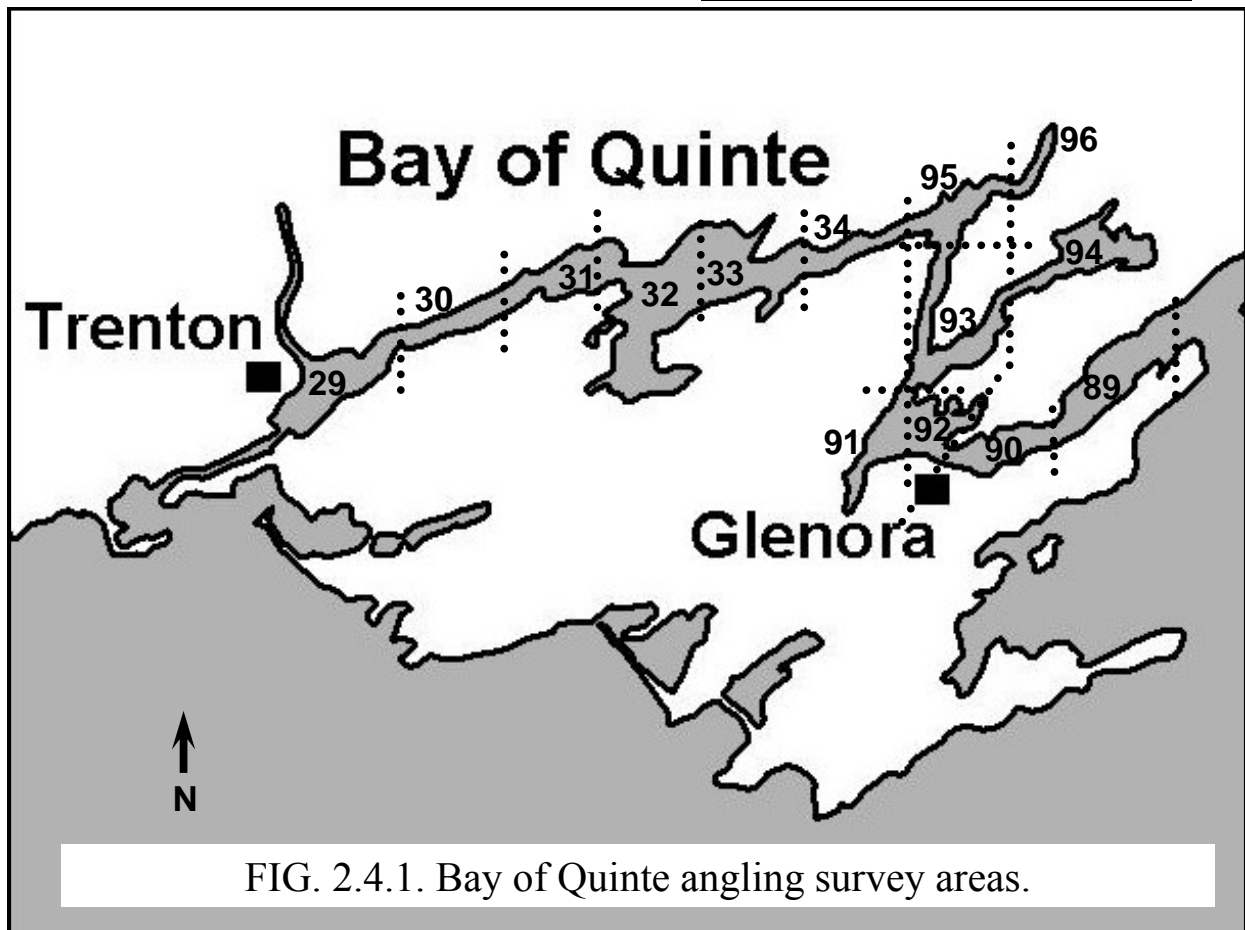 Bay of Quinte
96
95
34
94
33
31
32
30
Trenton
93
29
89
91
92
90
Glenora
N
FIG. 2.4.1. Bay of Quinte angling survey areas.